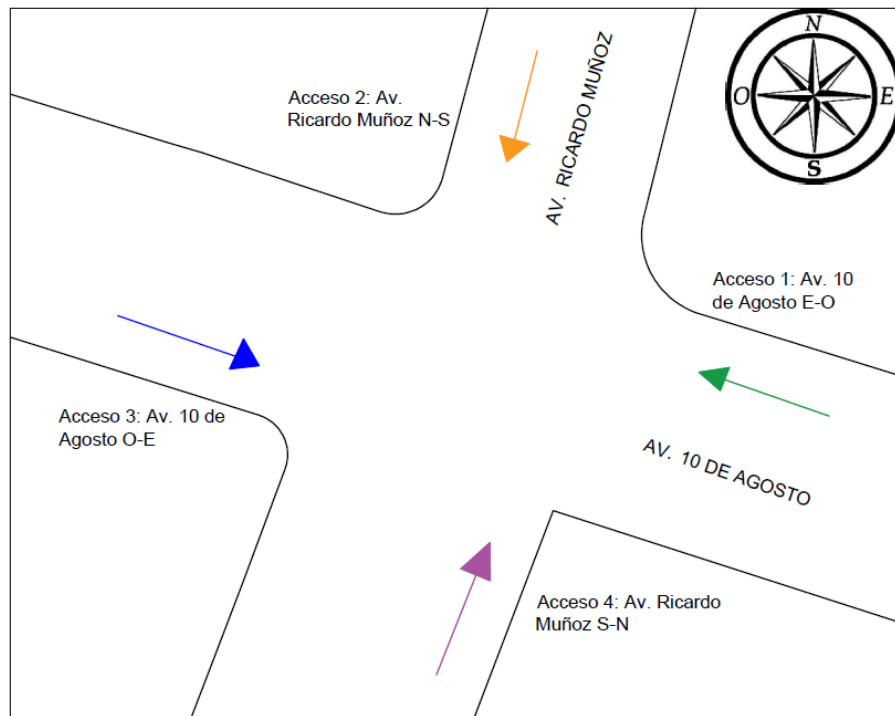 N
O
E
S
Acceso 2: Av.
Ricardo Muñoz N-S
AV. RICARDO MUÑOZ
Acceso 1: Av. 10
de Agosto E-O
Acceso 3: Av. 10 de
Agosto O-E
AV. 10 DE AGOSTO
Acceso 4: Av. Ricardo
Muñoz S-N